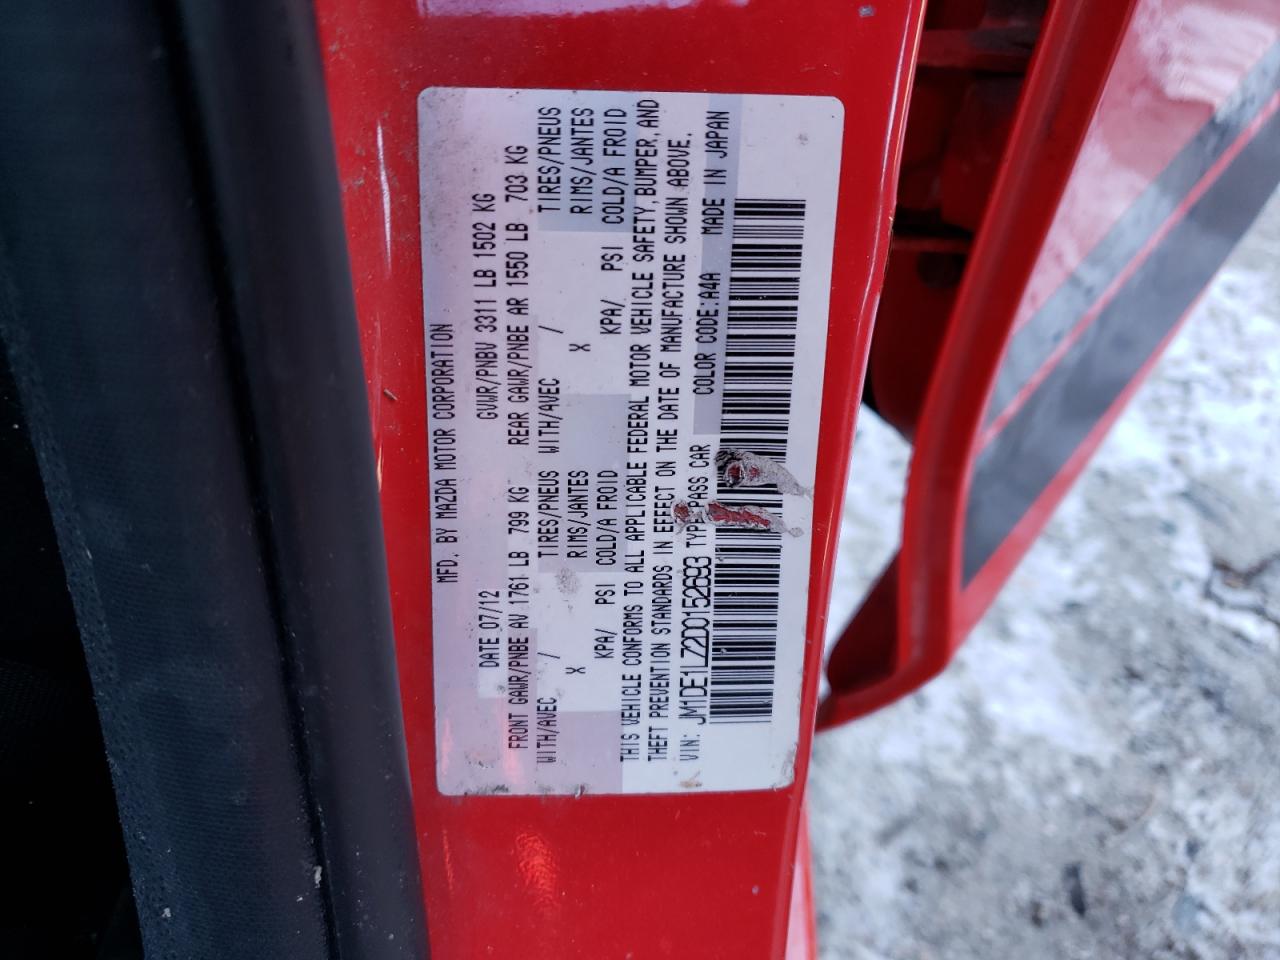 MFD. BY MAZDA MOTOR CORPORATION
DATE 07/12 GVWR/PNBV 3311 LB 1502 KG
FRONT GAWR/PNBE AV 1761 LB 799 KG REAR GAWR/PNBE AR 1550 LB 703 KG
WITH/AVEC / TIRES/PNEUS WITH/AVEC / TIRES/PNEUS
X RIMS/JANTES X RIMS/JANTES
KPA/ PSI COLD/A FROID KPA/ PSI COLD/A FROID
THIS VEHICLE CONFORMS TO ALL APPLICABLE FEDERAL MOTOR VEHICLE SAFETY, BUMPER, AND
THEFT PREVENTION STANDARDS IN EFFECT ON THE DATE OF MANUFACTURE SHOWN ABOVE.
VIN: JM1DE1LZ2D0152693 TYPE PASS CAR COLOR CODE:A4A MADE IN JAPAN